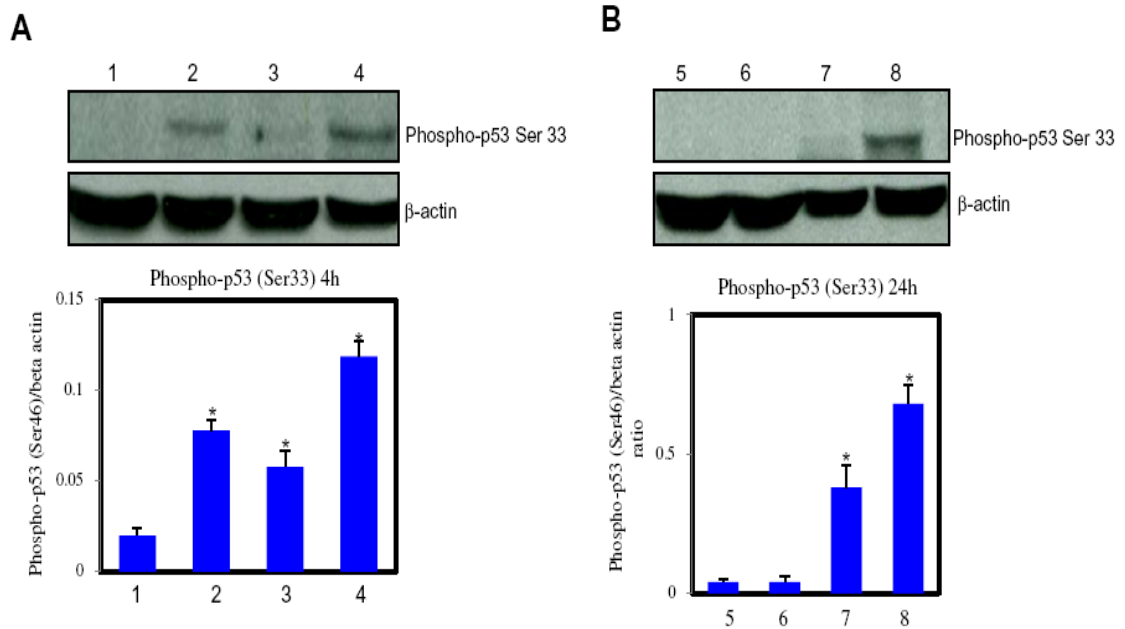 A
1 2 3 4
Phospho-p53 Ser 33
β-actin
Phospho-p53 (Ser33) 4h
Phospho-p53 (Ser46)/beta actin
0.15
0.1
0.05
0
* * * 
1 2 3 4
B
5 6 7 8
Phospho-p53 Ser 33
β-actin
Phospho-p53 (Ser33) 24h
Phospho-p53 (Ser46)/beta actin
ratio
1
0.5
0
* *
5 6 7 8